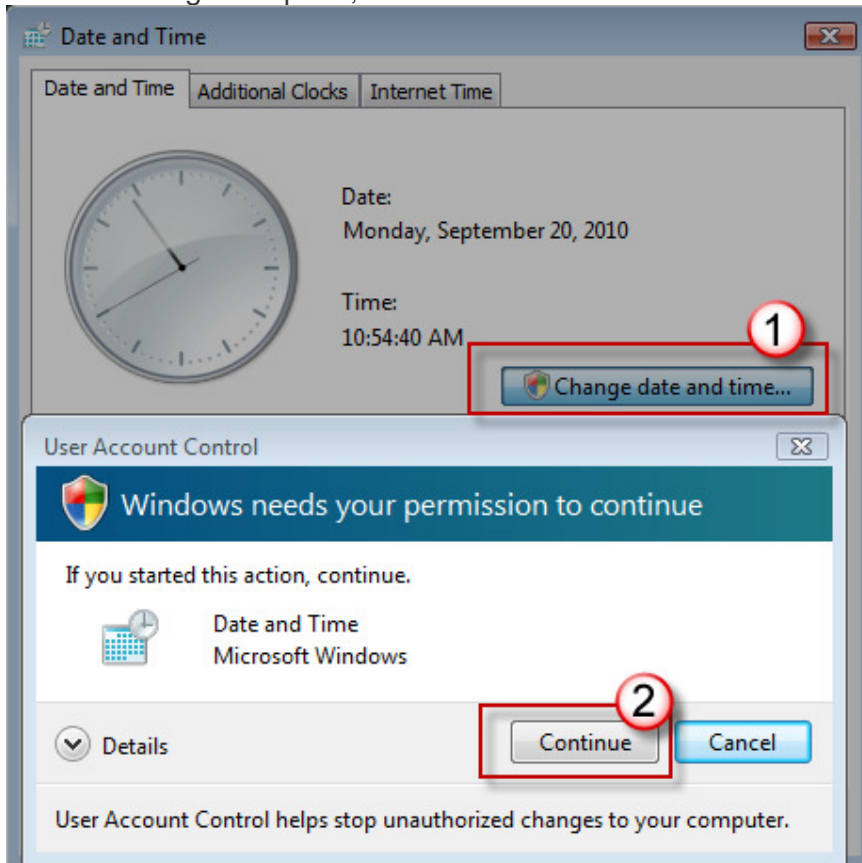 Date and Time
Date and Time Additional Clocks Internet Time
Date:
Monday, September 20, 2010
Time:
10:54:40 AM
1
Change date and time...
User Account Control
Windows needs your permission to continue
If you started this action, continue.
Date and Time
Microsoft Windows
2
Details Continue Cancel
User Account Control helps stop unauthorized changes to your computer.